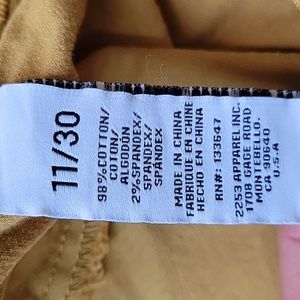 11/30
98%COTTON/
COTON/
ALGODON
2%SPANDEX/
SPANDEX/
SPANDEX
MADE IN CHINA
FABRIQUE EN CHINE
HECHO EN CHINA
RN#: 133647
2253 APPAREL INC.
1708 GAGE ROAD
MONTEBELLO,
CA 90640
U.S.A